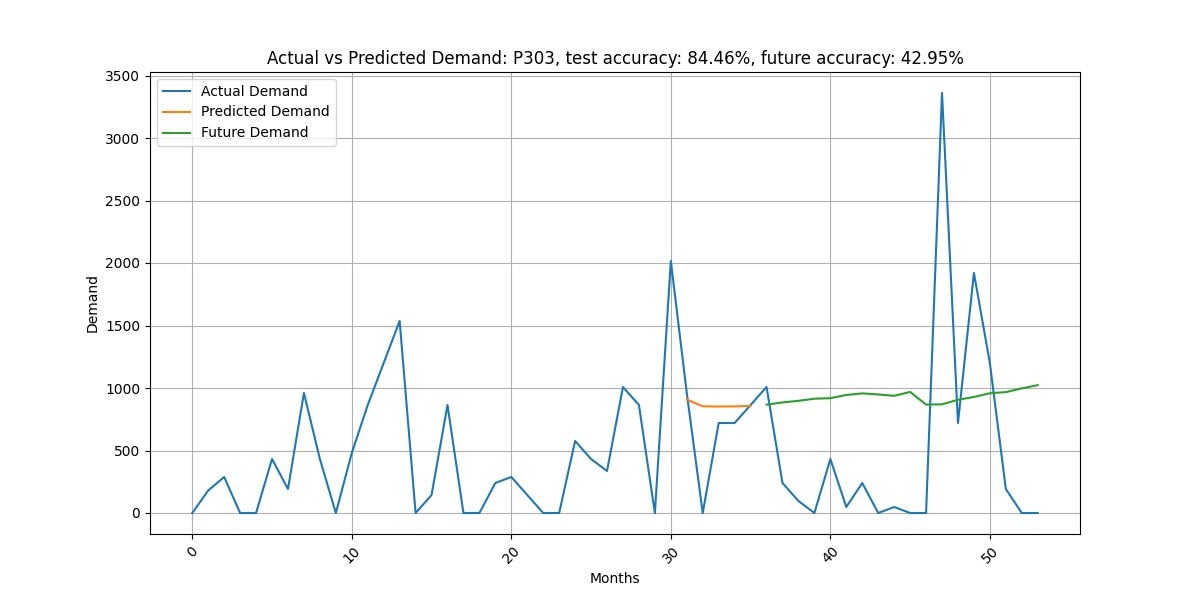 Actual vs Predicted Demand: P303, test accuracy: 84.46%, future accuracy: 42.95%
Actual Demand
Predicted Demand
Future Demand
3500
3000
2500
2000
1500
1000
500
0
Demand
0
10
20
30
40
50
Months